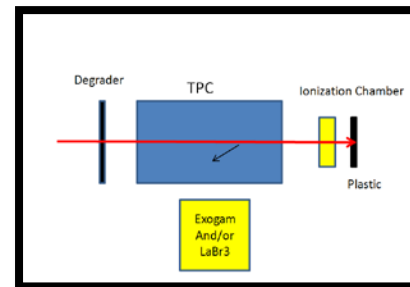 Degrader
TPC
Ionization Chamber
Plastic
Exogam
And/or
LaBr3